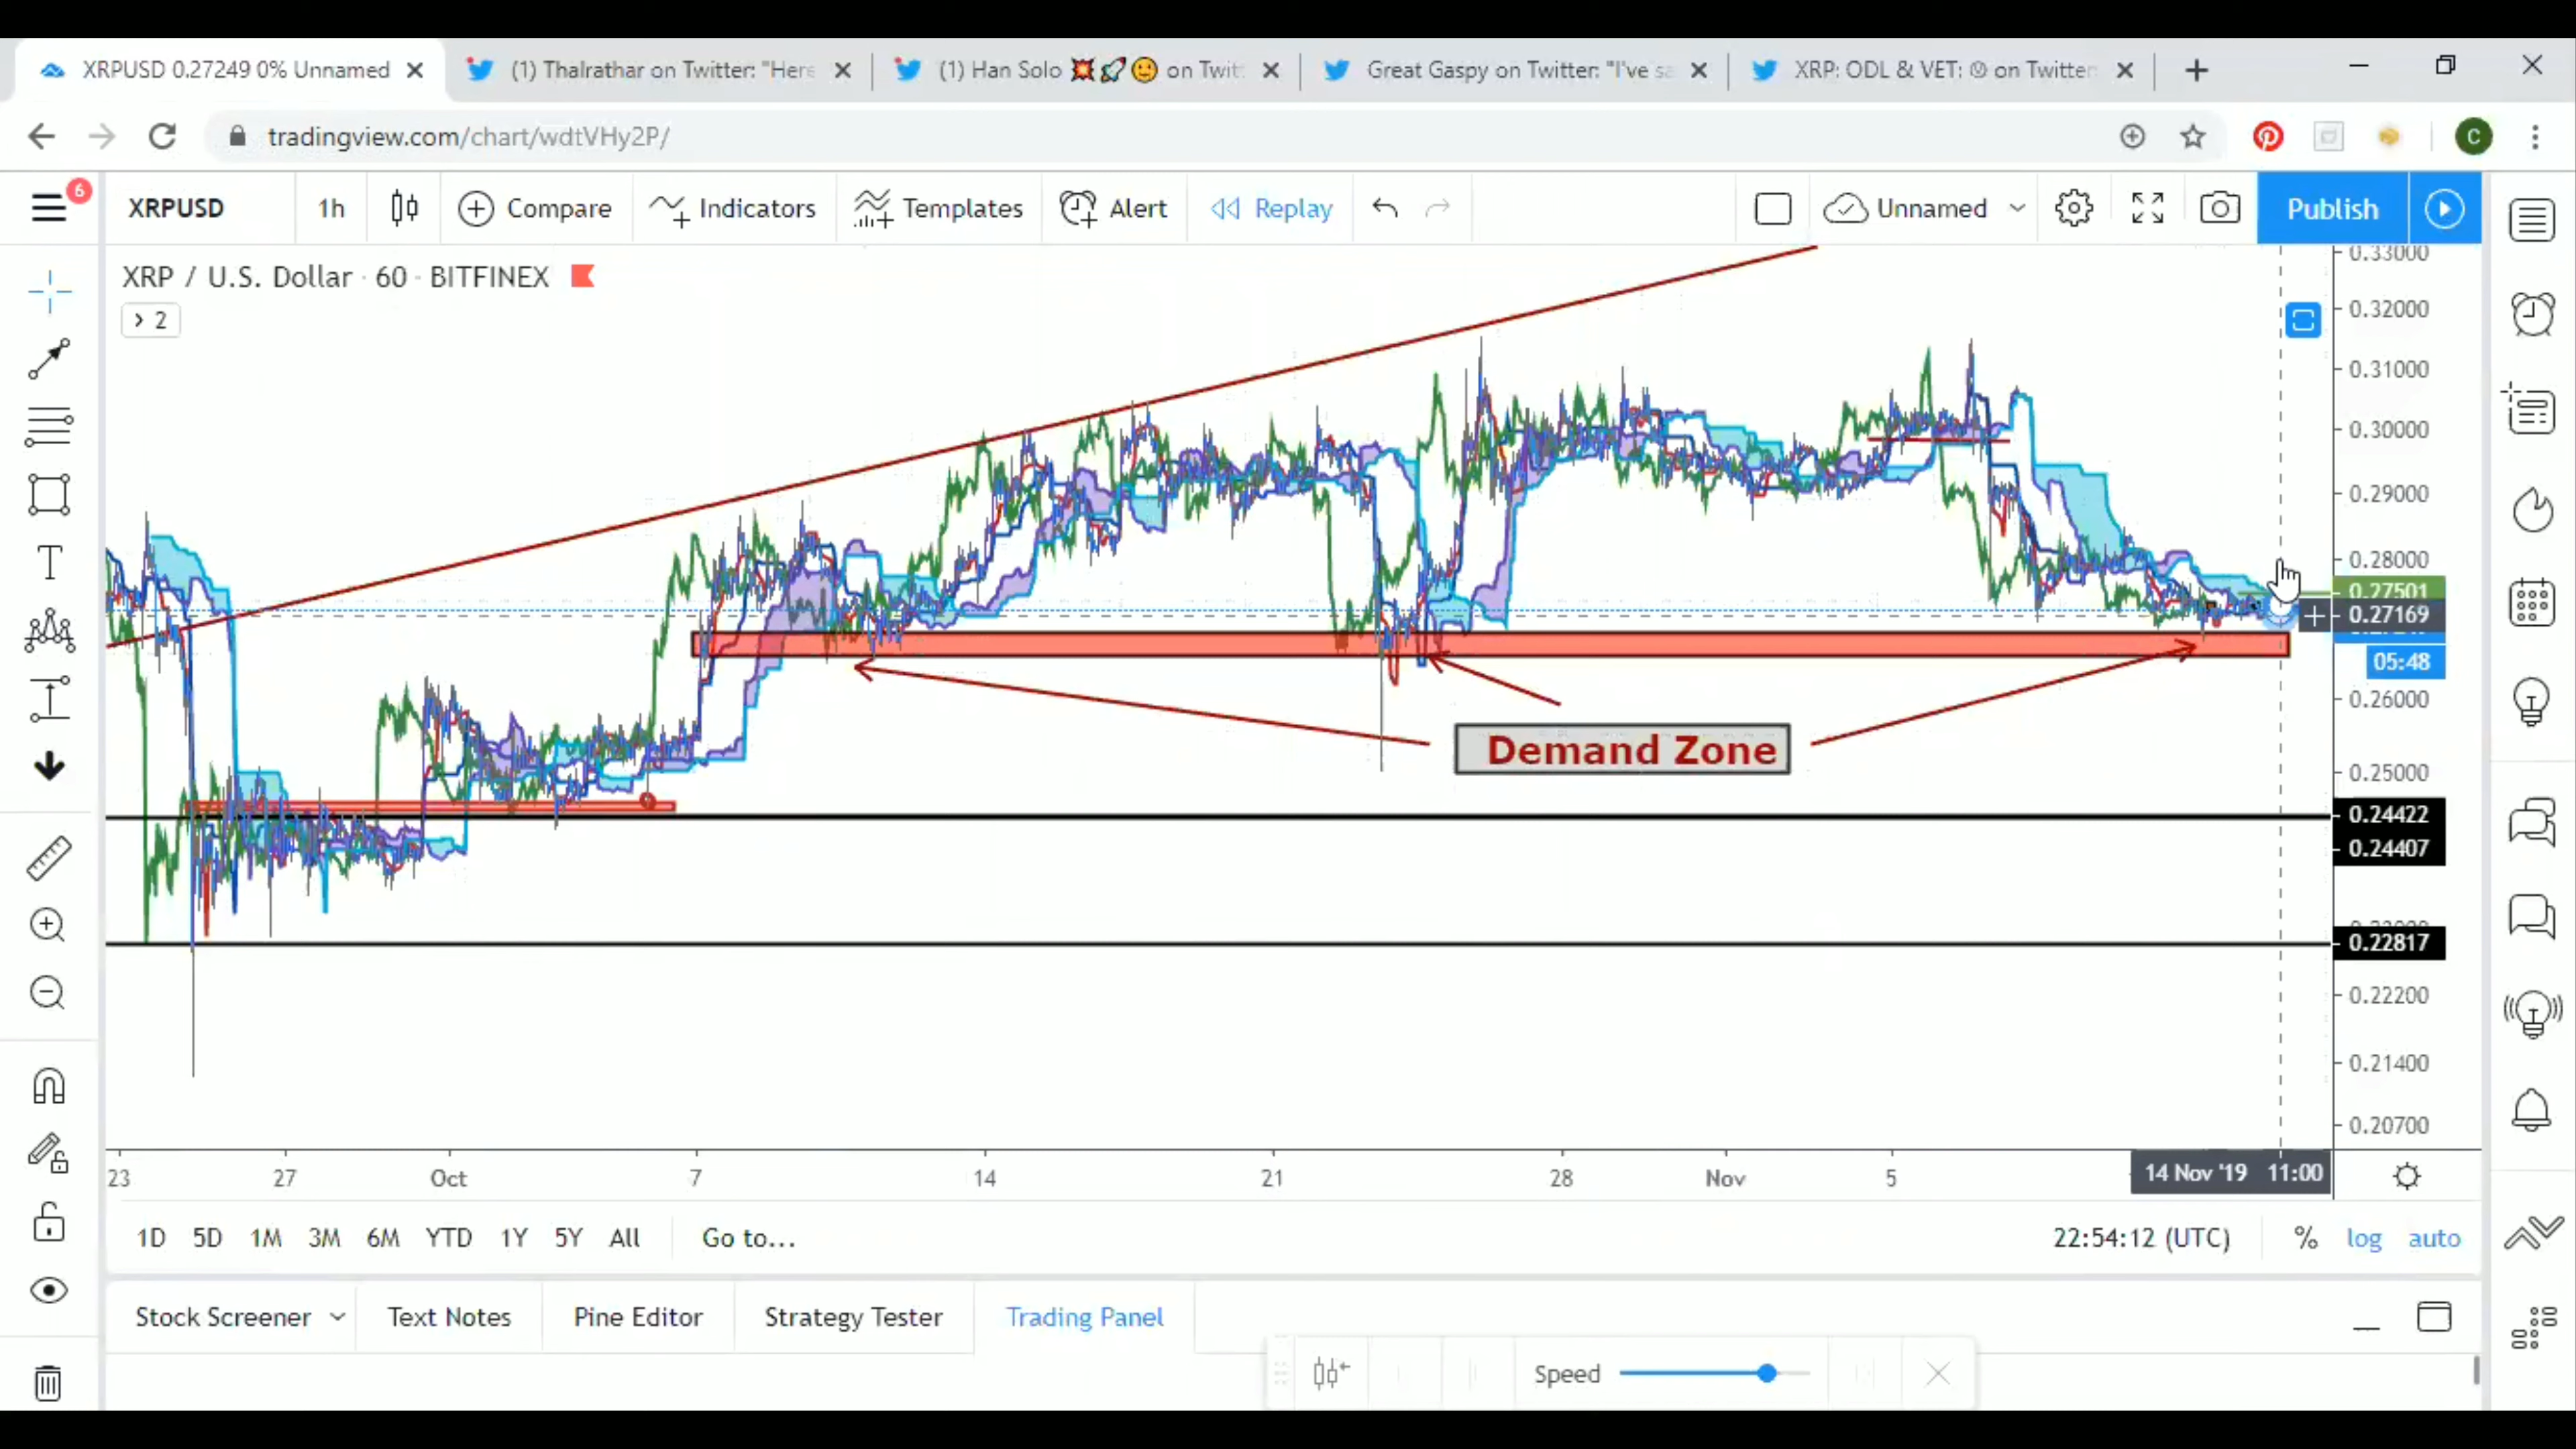 XRPUSD 0.27249 0% Unnamed
(1) Thalrathar on Twitter: "Here
(1) Han Solo 💥🚀🙂 on Twit
Great Gaspy on Twitter: "I've sa
XRP: ODL & VET: ☮ on Twitter
tradingview.com/chart/wdtVHy2P/
C
6
XRPUSD 1h Compare Indicators Templates Alert Replay Unnamed Publish
XRP / U.S. Dollar · 60 · BITFINEX
2
0.33000
0.32000
0.31000
0.30000
0.29000
0.28000
0.27501
0.27169
05:48
0.26000
0.25000
0.24422
0.24407
0.22817
0.22200
0.21400
0.20700
Demand Zone
23 27 Oct 7 14 21 28 Nov 5 14 Nov '19 11:00
1D 5D 1M 3M 6M YTD 1Y 5Y All Go to... 22:54:12 (UTC) % log auto
Stock Screener Text Notes Pine Editor Strategy Tester Trading Panel
Speed